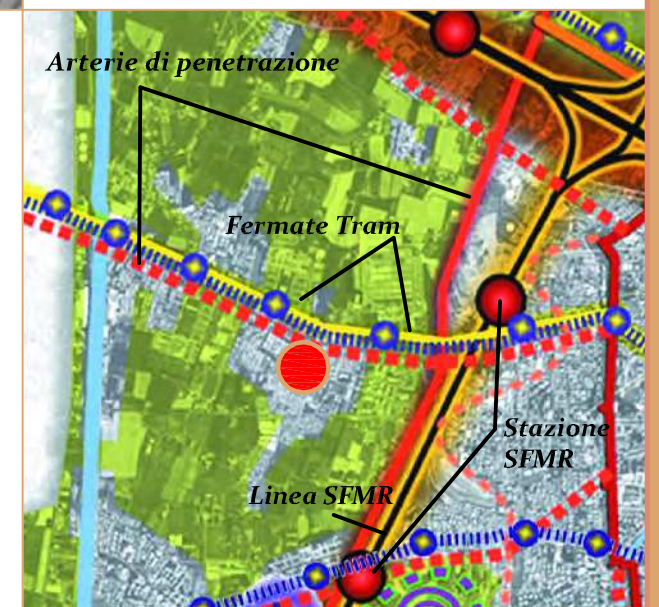 Arterie di penetrazione
Fermate Tram
Stazione
SFMR
Linea SFMR